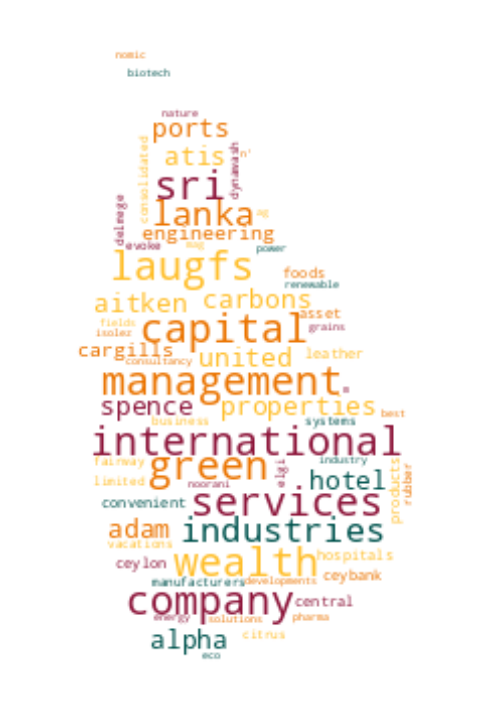 nomic
biotech
nature
ports
consolidated
atis
n'
dynawash
sri
delmege
lanka
ag
engineering
evoke
mag
power
laugfs
foods
renewable
aitken
carbons
asset
fields
capital
grains
isolez
cargills
united
leather
consultancy
management
spence
properties
best
business
systems
international
fairway
green
elgi
industry
products
rubber
hotel
limited
noorani
convenient
services
adam
industries
vacations
wealth
hospitals
ceylon
ceybank
manufacturers
developments
company
central
energy
solutions
pharma
alpha
citrus
eco